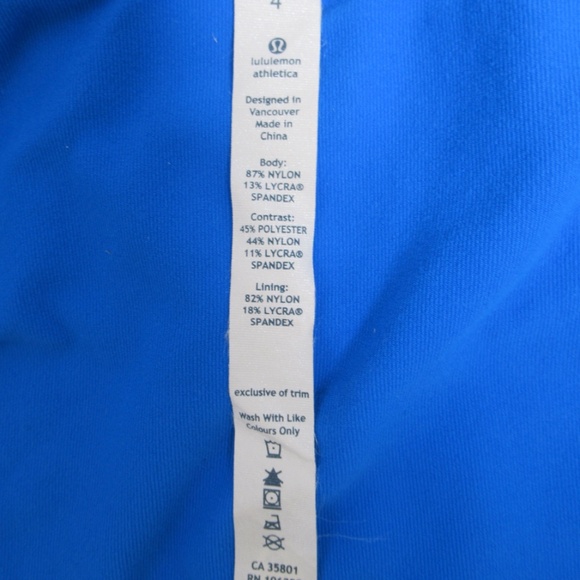 4
lululemon
athletica
Designed in
Vancouver
Made in
China
Body:
87% NYLON
13% LYCRA®
SPANDEX
Contrast:
45% POLYESTER
44% NYLON
11% LYCRA®
SPANDEX
Lining:
82% NYLON
18% LYCRA®
SPANDEX
exclusive of trim
Wash With Like
Colours Only
CA 35801
RN